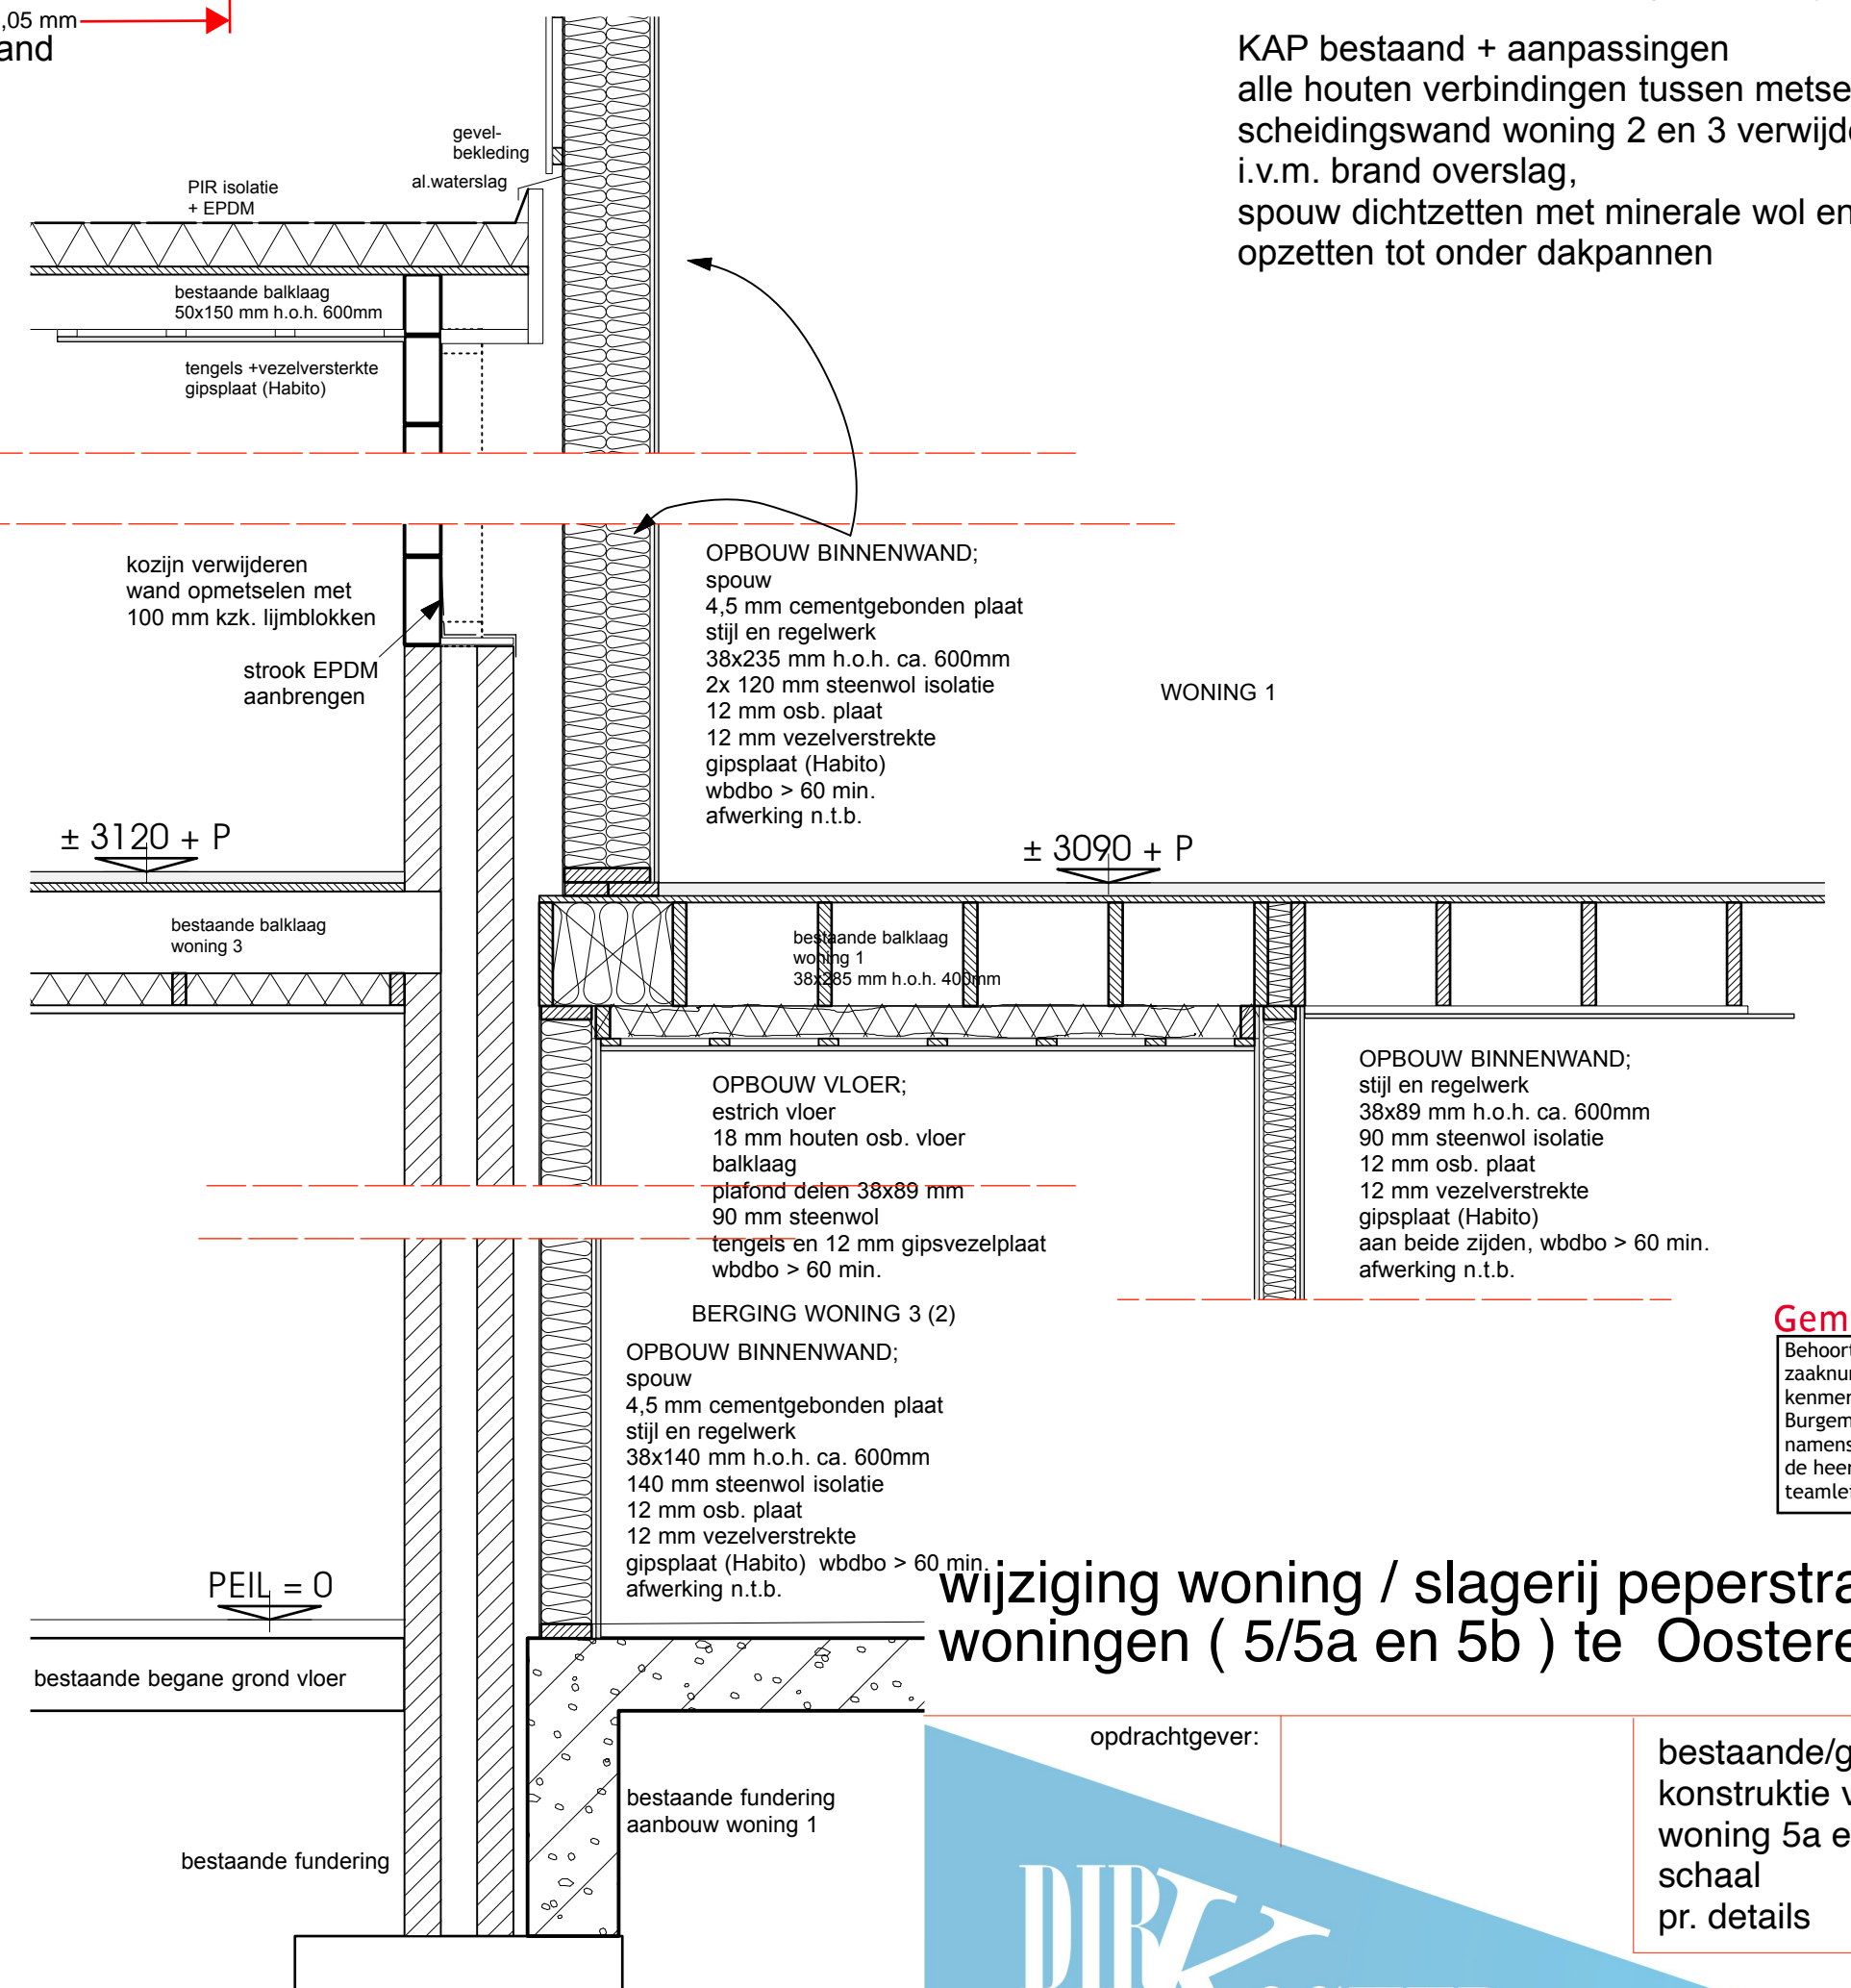 ,05 mm
and
KAP bestaand + aanpassingen
alle houten verbindingen tussen metse
scheidingswand woning 2 en 3 verwijde
i.v.m. brand overslag,
spouw dichtzetten met minerale wol en
opzetten tot onder dakpannen
gevel-
bekleding
al.waterslag
PIR isolatie
+ EPDM
bestaande balklaag
50x150 mm h.o.h. 600mm
tengels +vezelversterkte
gipsplaat (Habito)
kozijn verwijderen
wand opmetselen met
100 mm kzk. lijmblokken
strook EPDM
aanbrengen
OPBOUW BINNENWAND;
spouw
4,5 mm cementgebonden plaat
stijl en regelwerk
38x235 mm h.o.h. ca. 600mm
2x 120 mm steenwol isolatie
12 mm osb. plaat
12 mm vezelverstrekte
gipsplaat (Habito)
wbdbo > 60 min.
afwerking n.t.b.
WONING 1
± 3120 + P
± 3090 + P
bestaande balklaag
woning 3
bestaande balklaag
woning 1
38x285 mm h.o.h. 400mm
OPBOUW VLOER;
estrich vloer
18 mm houten osb. vloer
balklaag
plafond delen 38x89 mm
90 mm steenwol
tengels en 12 mm gipsvezelplaat
wbdbo > 60 min.
OPBOUW BINNENWAND;
stijl en regelwerk
38x89 mm h.o.h. ca. 600mm
90 mm steenwol isolatie
12 mm osb. plaat
12 mm vezelverstrekte
gipsplaat (Habito)
aan beide zijden, wbdbo > 60 min.
afwerking n.t.b.
BERGING WONING 3 (2)
OPBOUW BINNENWAND;
spouw
4,5 mm cementgebonden plaat
stijl en regelwerk
38x140 mm h.o.h. ca. 600mm
140 mm steenwol isolatie
12 mm osb. plaat
12 mm vezelverstrekte
gipsplaat (Habito) wbdbo > 60 min.
afwerking n.t.b.
Gem
Behoort
zaaknu
kenmer
Burgem
namens
de heer
teamle
PEIL = 0
wijziging woning / slagerij peperstra
woningen ( 5/5a en 5b ) te Oostere
bestaande begane grond vloer
opdrachtgever:
bestaande/g
konstruktie v
woning 5a e
schaal
pr. details
bestaande fundering
aanbouw woning 1
bestaande fundering
DIRK